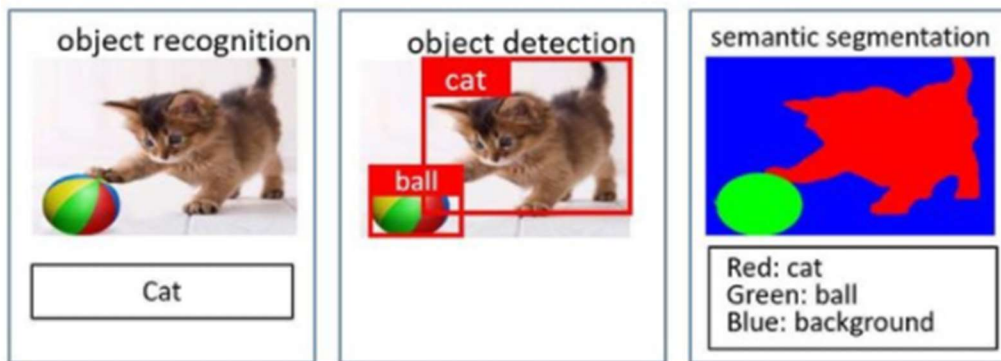 object recognition
Cat
object detection
cat
ball
semantic segmentation
Red: cat
Green: ball
Blue: background